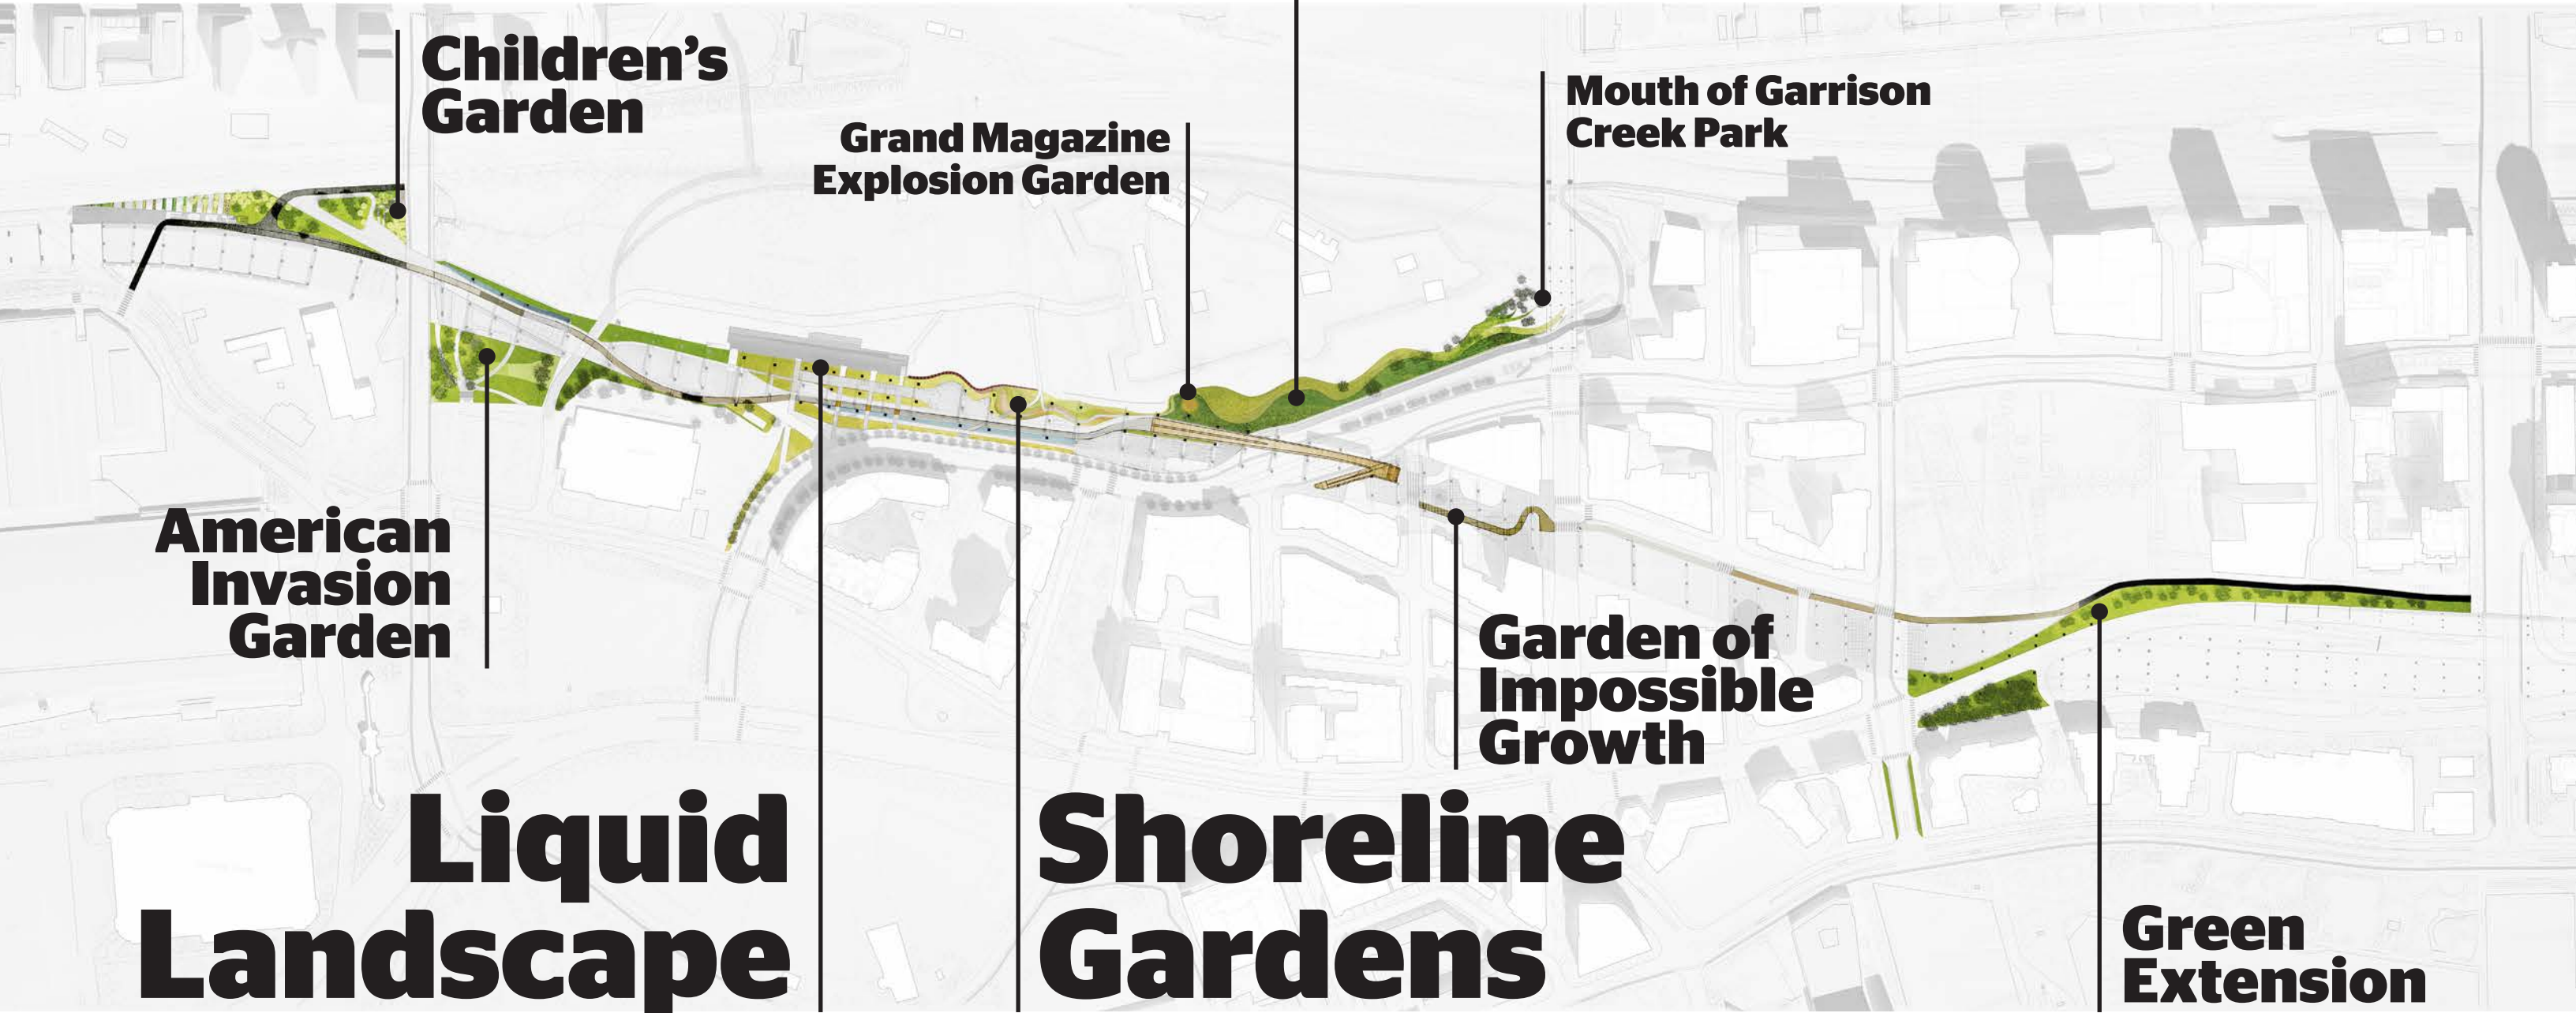 Children’s
Garden
Grand Magazine
Explosion Garden
Mouth of Garrison
Creek Park
American
Invasion
Garden
Garden of
Impossible
Growth
Liquid
Landscape
Shoreline
Gardens
Green
Extension